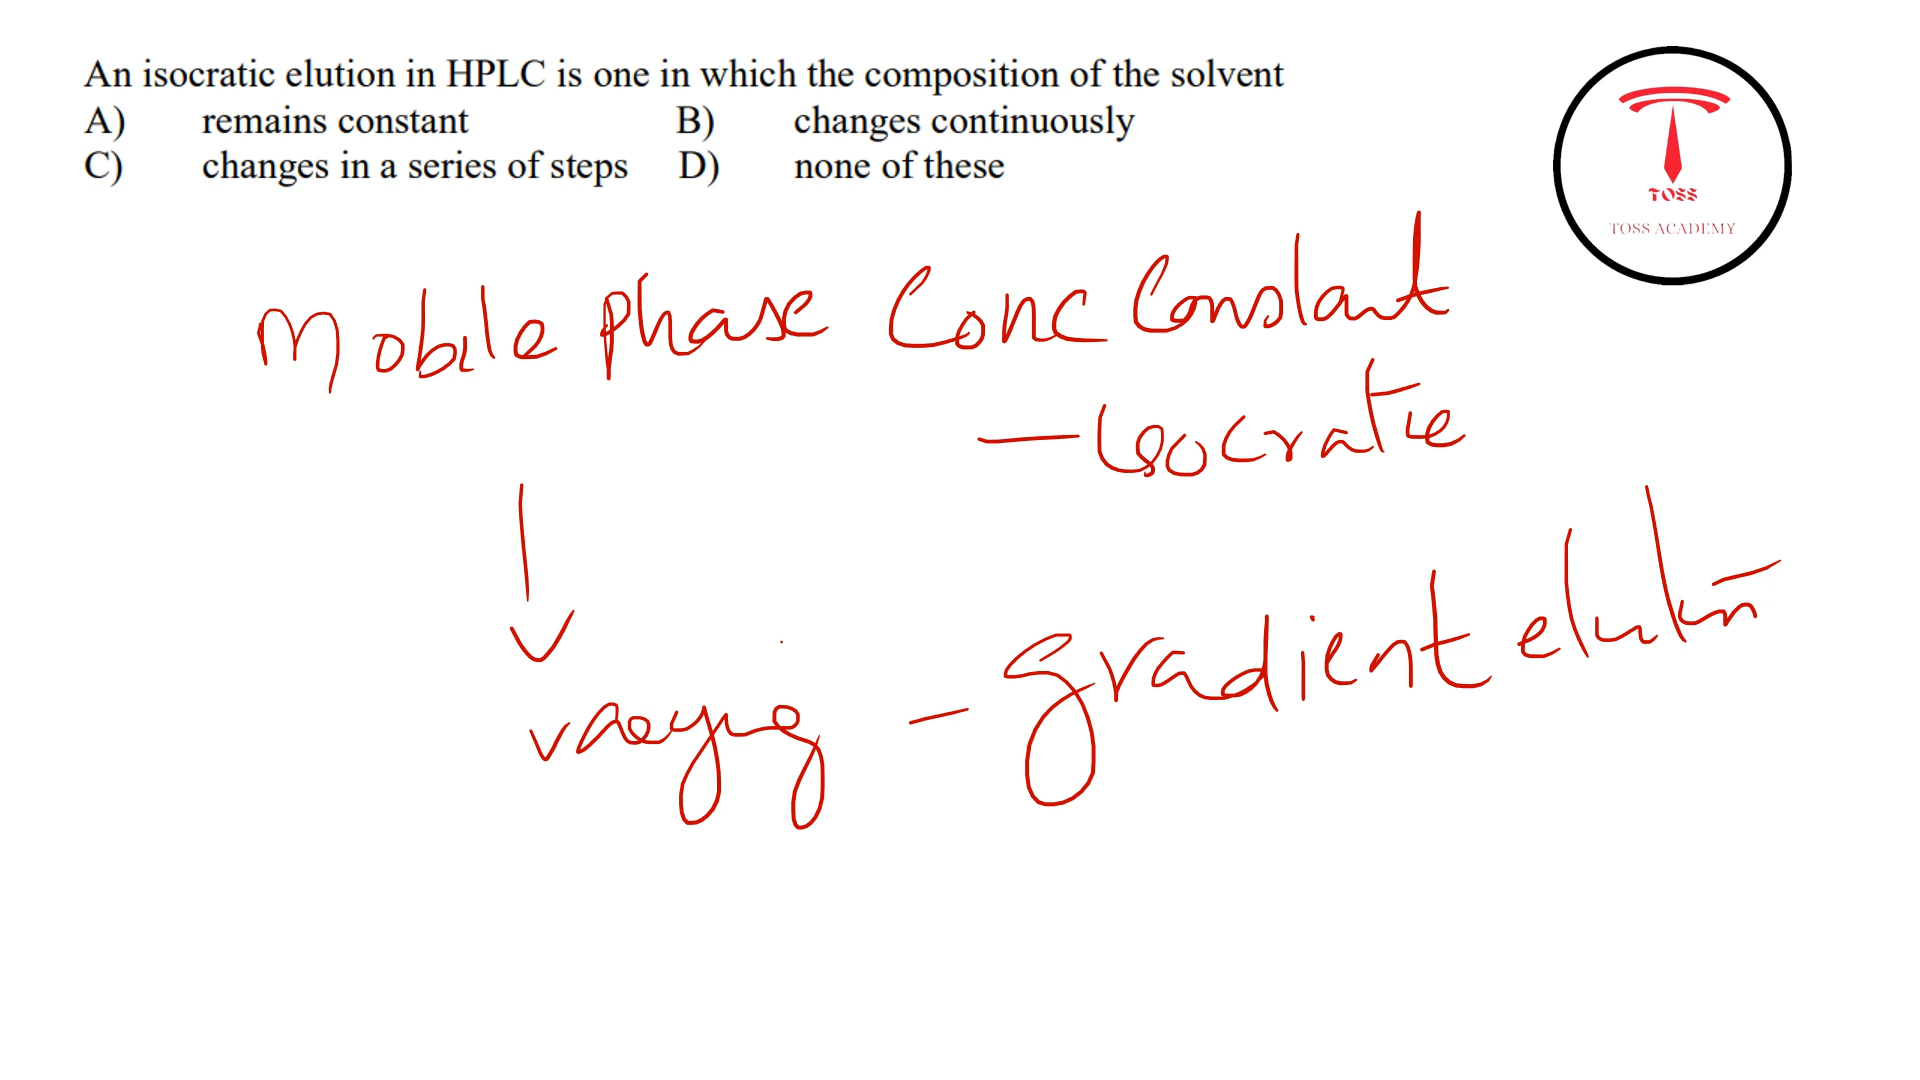 An isocratic elution in HPLC is one in which the composition of the solvent
A) remains constant B) changes continuously
C) changes in a series of steps D) none of these
TOSS
TOSS ACADEMY
Mobile phase Conc Constant
— Isocratic
varying – gradient elution